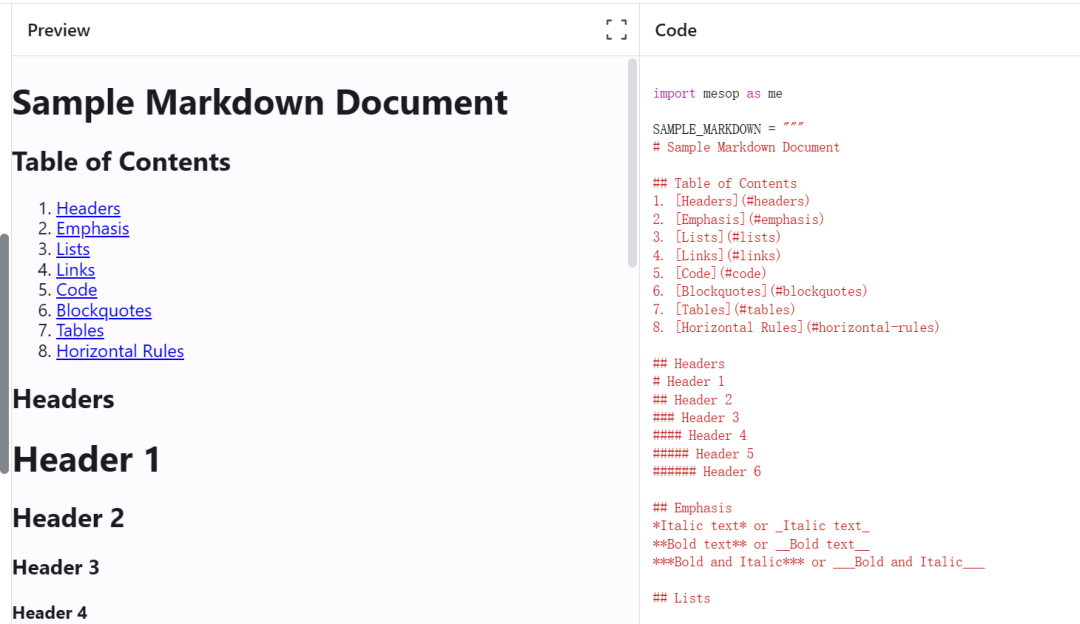 Preview
Sample Markdown Document
Table of Contents
1. Headers
2. Emphasis
3. Lists
4. Links
5. Code
6. Blockquotes
7. Tables
8. Horizontal Rules
Headers
Header 1
Header 2
Header 3
Header 4
Code
import mesop as me
SAMPLE_MARKDOWN = """
# Sample Markdown Document
## Table of Contents
1. [Headers](#headers)
2. [Emphasis](#emphasis)
3. [Lists](#lists)
4. [Links](#links)
5. [Code](#code)
6. [Blockquotes](#blockquotes)
7. [Tables](#tables)
8. [Horizontal Rules](#horizontal-rules)
## Headers
# Header 1
## Header 2
### Header 3
#### Header 4
##### Header 5
###### Header 6
## Emphasis
*Italic text* or _Italic text_
**Bold text** or __Bold text__
***Bold and Italic*** or ___Bold and Italic___
## Lists